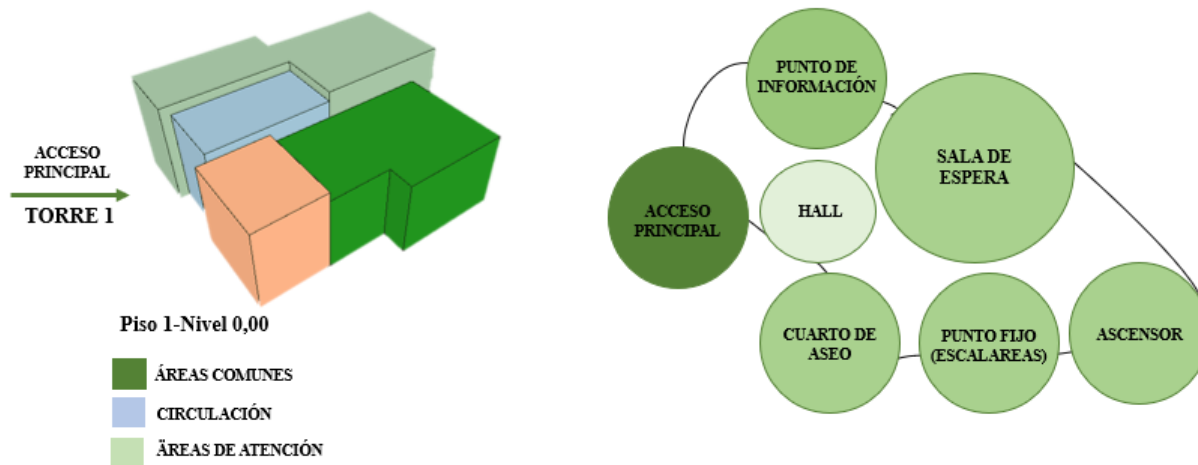 ACCESO
PRINCIPAL
TORRE 1
Piso 1-Nivel 0,00
ÁREAS COMUNES
CIRCULACIÓN
ÄREAS DE ATENCIÓN
PUNTO DE
INFORMACIÓN
SALA DE
ESPERA
ACCESO
PRINCIPAL
HALL
CUARTO DE
ASEO
PUNTO FIJO
(ESCALAREAS)
ASCENSOR